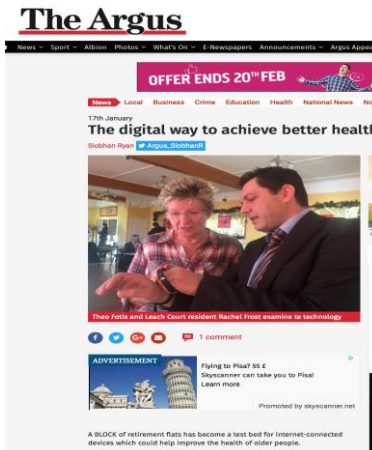 The Argus
News Sport Albion Photos What's On E-Newspapers Announcements Argus Appea
OFFER ENDS 20TH FEB
News Local Business Crime Education Health National News
17th January
The digital way to achieve better healt
Siobhan Ryan Argus_SiobhanR
Theo Fotis and Leach Court resident Rachel Frost examine te technology
1 comment
ADVERTISEMENT
Flying to Pisa? 55 £
Skyscanner can take you to Pisa!
Learn more
Promoted by skyscanner.net
A BLOCK of retirement flats has become a test bed for internet-connected
devices which could help improve the health of older people.